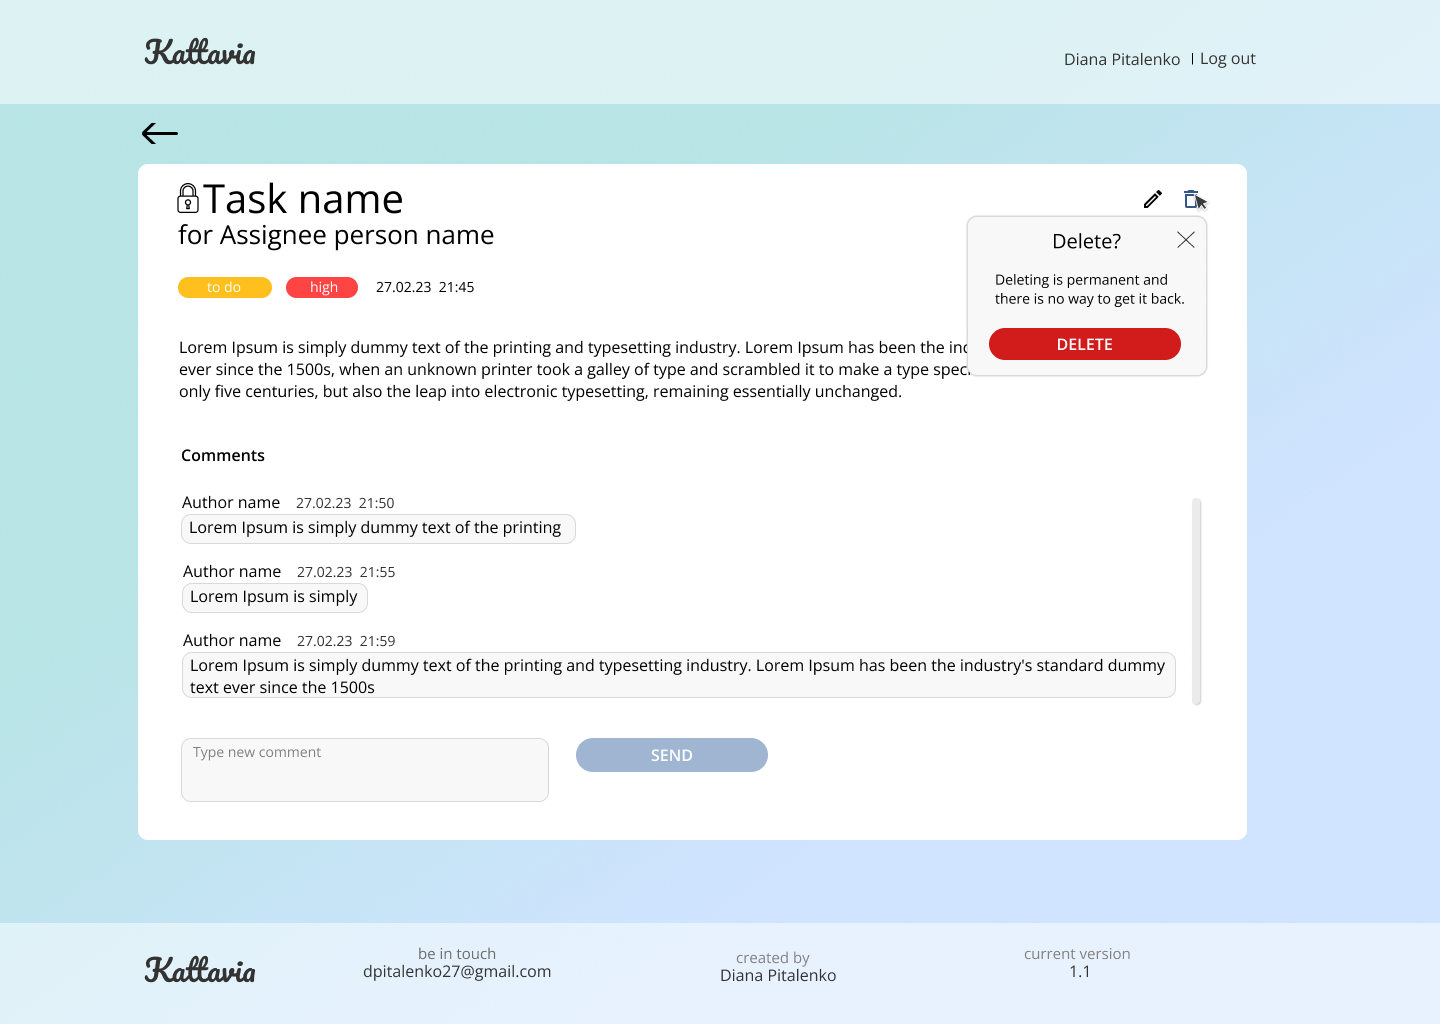 Kattavia
Diana Pitalenko | Log out
Task name
for Assignee person name
to do high 27.02.23 21:45
Delete?
Deleting is permanent and
there is no way to get it back.
DELETE
Lorem Ipsum is simply dummy text of the printing and typesetting industry. Lorem Ipsum has been the
ever since the 1500s, when an unknown printer took a galley of type and scrambled it to make a type
only five centuries, but also the leap into electronic typesetting, remaining essentially unchanged.
Comments
Author name 27.02.23 21:50
Lorem Ipsum is simply dummy text of the printing
Author name 27.02.23 21:55
Lorem Ipsum is simply
Author name 27.02.23 21:59
Lorem Ipsum is simply dummy text of the printing and typesetting industry. Lorem Ipsum has been the industry's standard dummy
text ever since the 1500s
Type new comment
SEND
Kattavia
be in touch
dpitalenko27@gmail.com
created by
Diana Pitalenko
current version
1.1